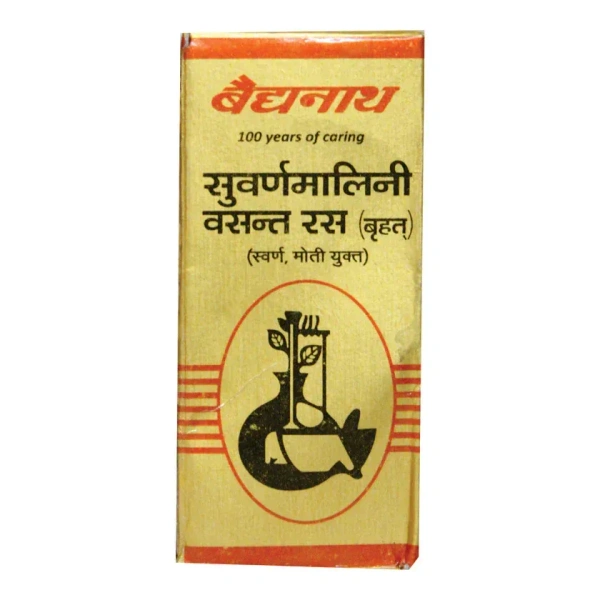 बैद्यनाथ
100 years of caring
सुवर्णमालिनी
वसन्त रस (बृहत्)
(स्वर्ण, मोती युक्त)